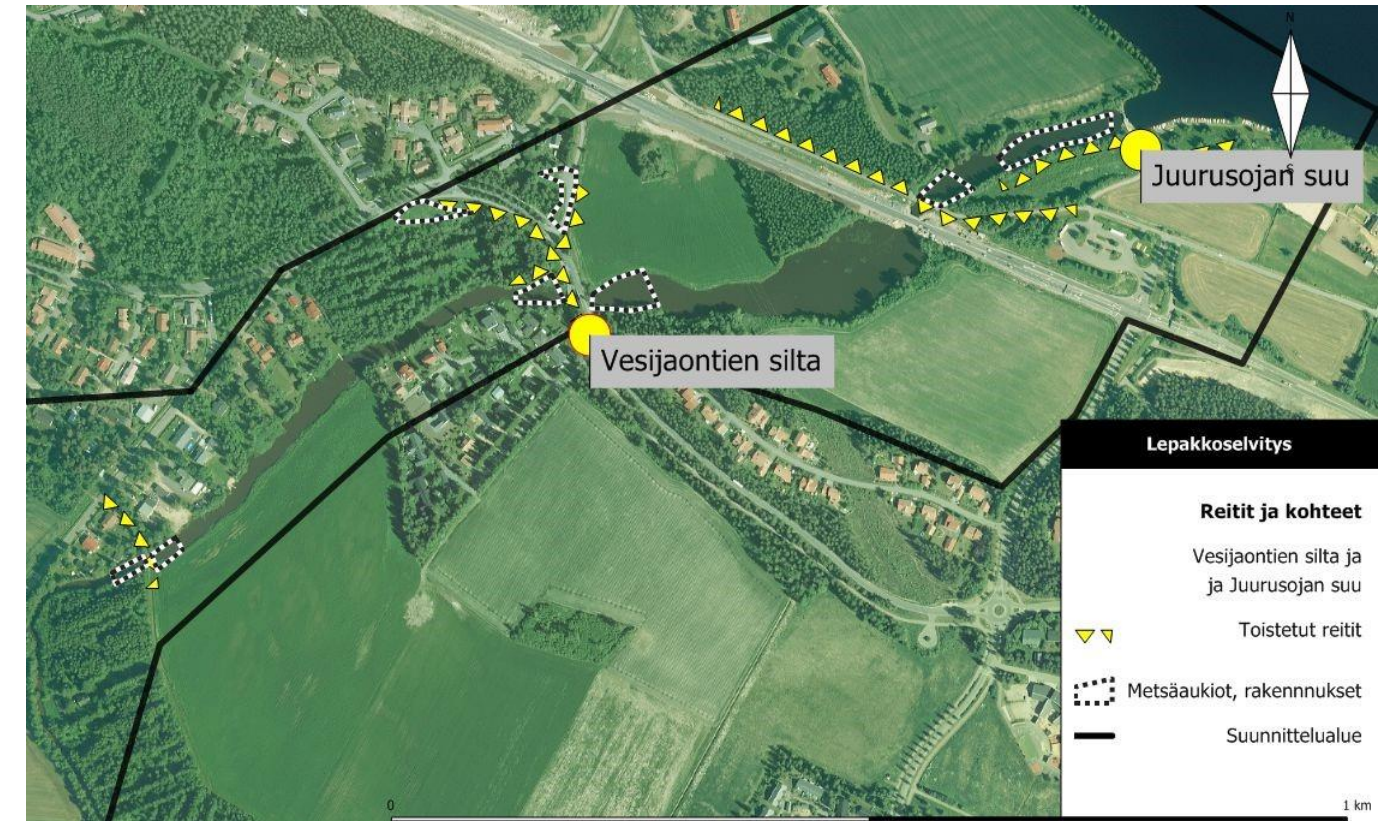 N
S
Juurusojan suu
Vesijaontien silta
Lepakkoselvitys
Reitit ja kohteet
Vesijaontien silta ja
ja Juurusojan suu
Toistetut reitit
Metsäaukiot, rakennnukset
Suunnittelualue
0
1 km